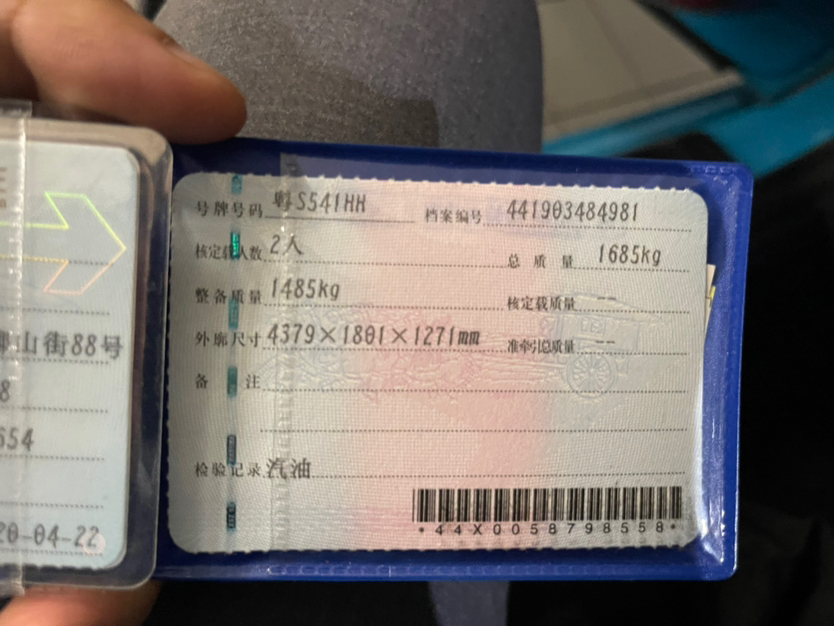 号牌号码 粤S541HH 档案编号 441903484981
核定载人数 2人 总质量 1685kg
整备质量 1485kg 核定载质量 --
外廓尺寸 4379×1801×1271mm 准牵引总质量 --
备注
检验记录 汽油
*44X0058798558*
山街88号
8
654
20-04-22